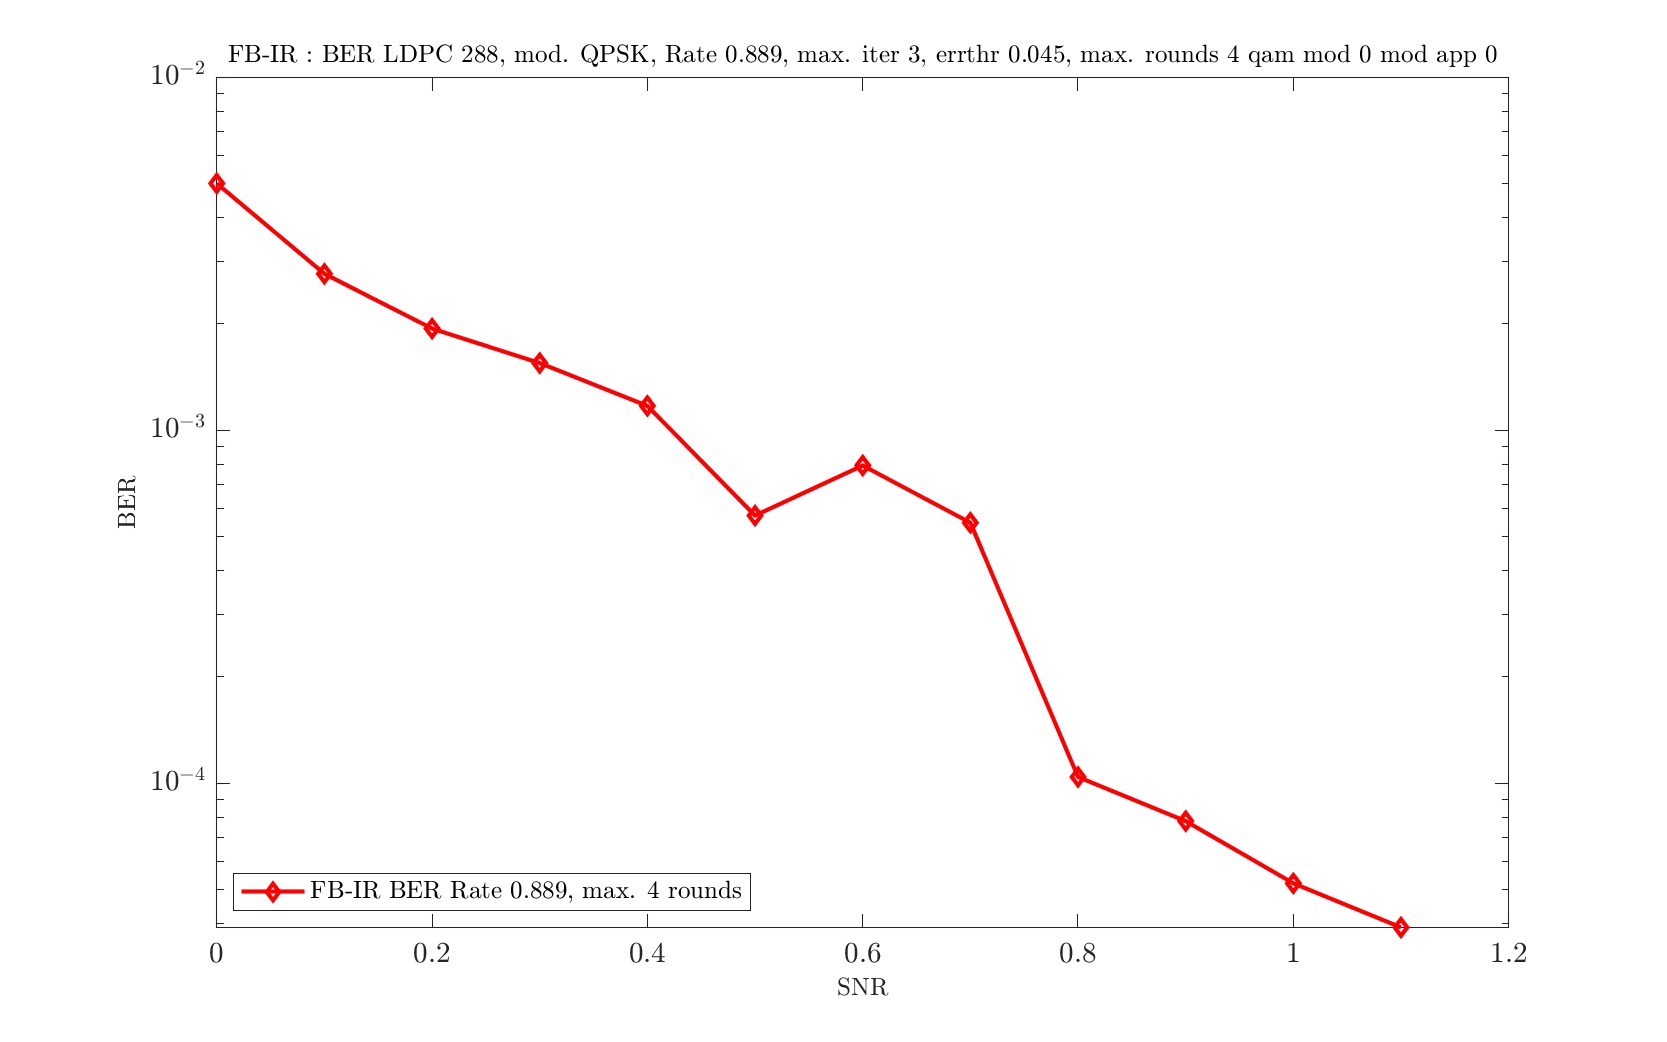 FB-IR : BER LDPC 288, mod. QPSK, Rate 0.889, max. iter 3, errthr 0.045, max. rounds 4 qam mod 0 mod app 0
10^{-2}
10^{-3}
10^{-4}
BER
FB-IR BER Rate 0.889, max. 4 rounds
0 0.2 0.4 0.6 0.8 1 1.2
SNR